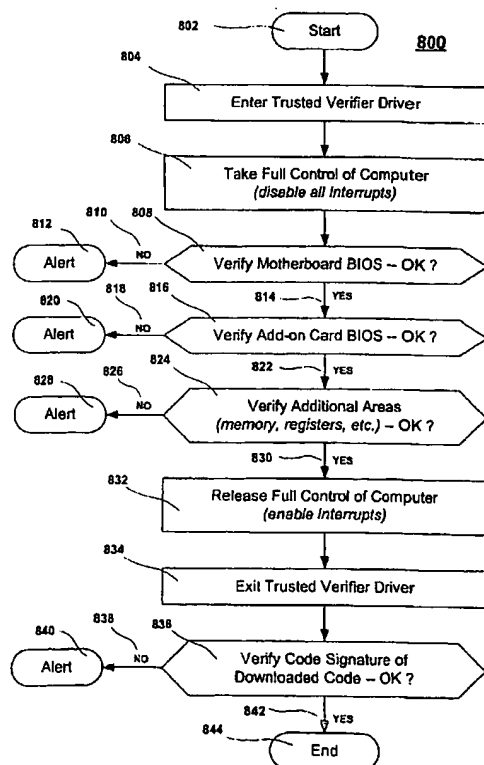 802
Start
800
804
Enter Trusted Verifier Driver
806
Take Full Control of Computer
(disable all Interrupts)
812
810
808
NO
Alert
Verify Motherboard BIOS – OK ?
820
818
816
814
YES
NO
Alert
Verify Add-on Card BIOS – OK ?
828
826
824
822
YES
NO
Alert
Verify Additional Areas
(memory, registers, etc.) – OK ?
830
YES
832
Release Full Control of Computer
(enable Interrupts)
834
Exit Trusted Verifier Driver
840
838
836
NO
Alert
Verify Code Signature of
Downloaded Code – OK ?
842
YES
844
End